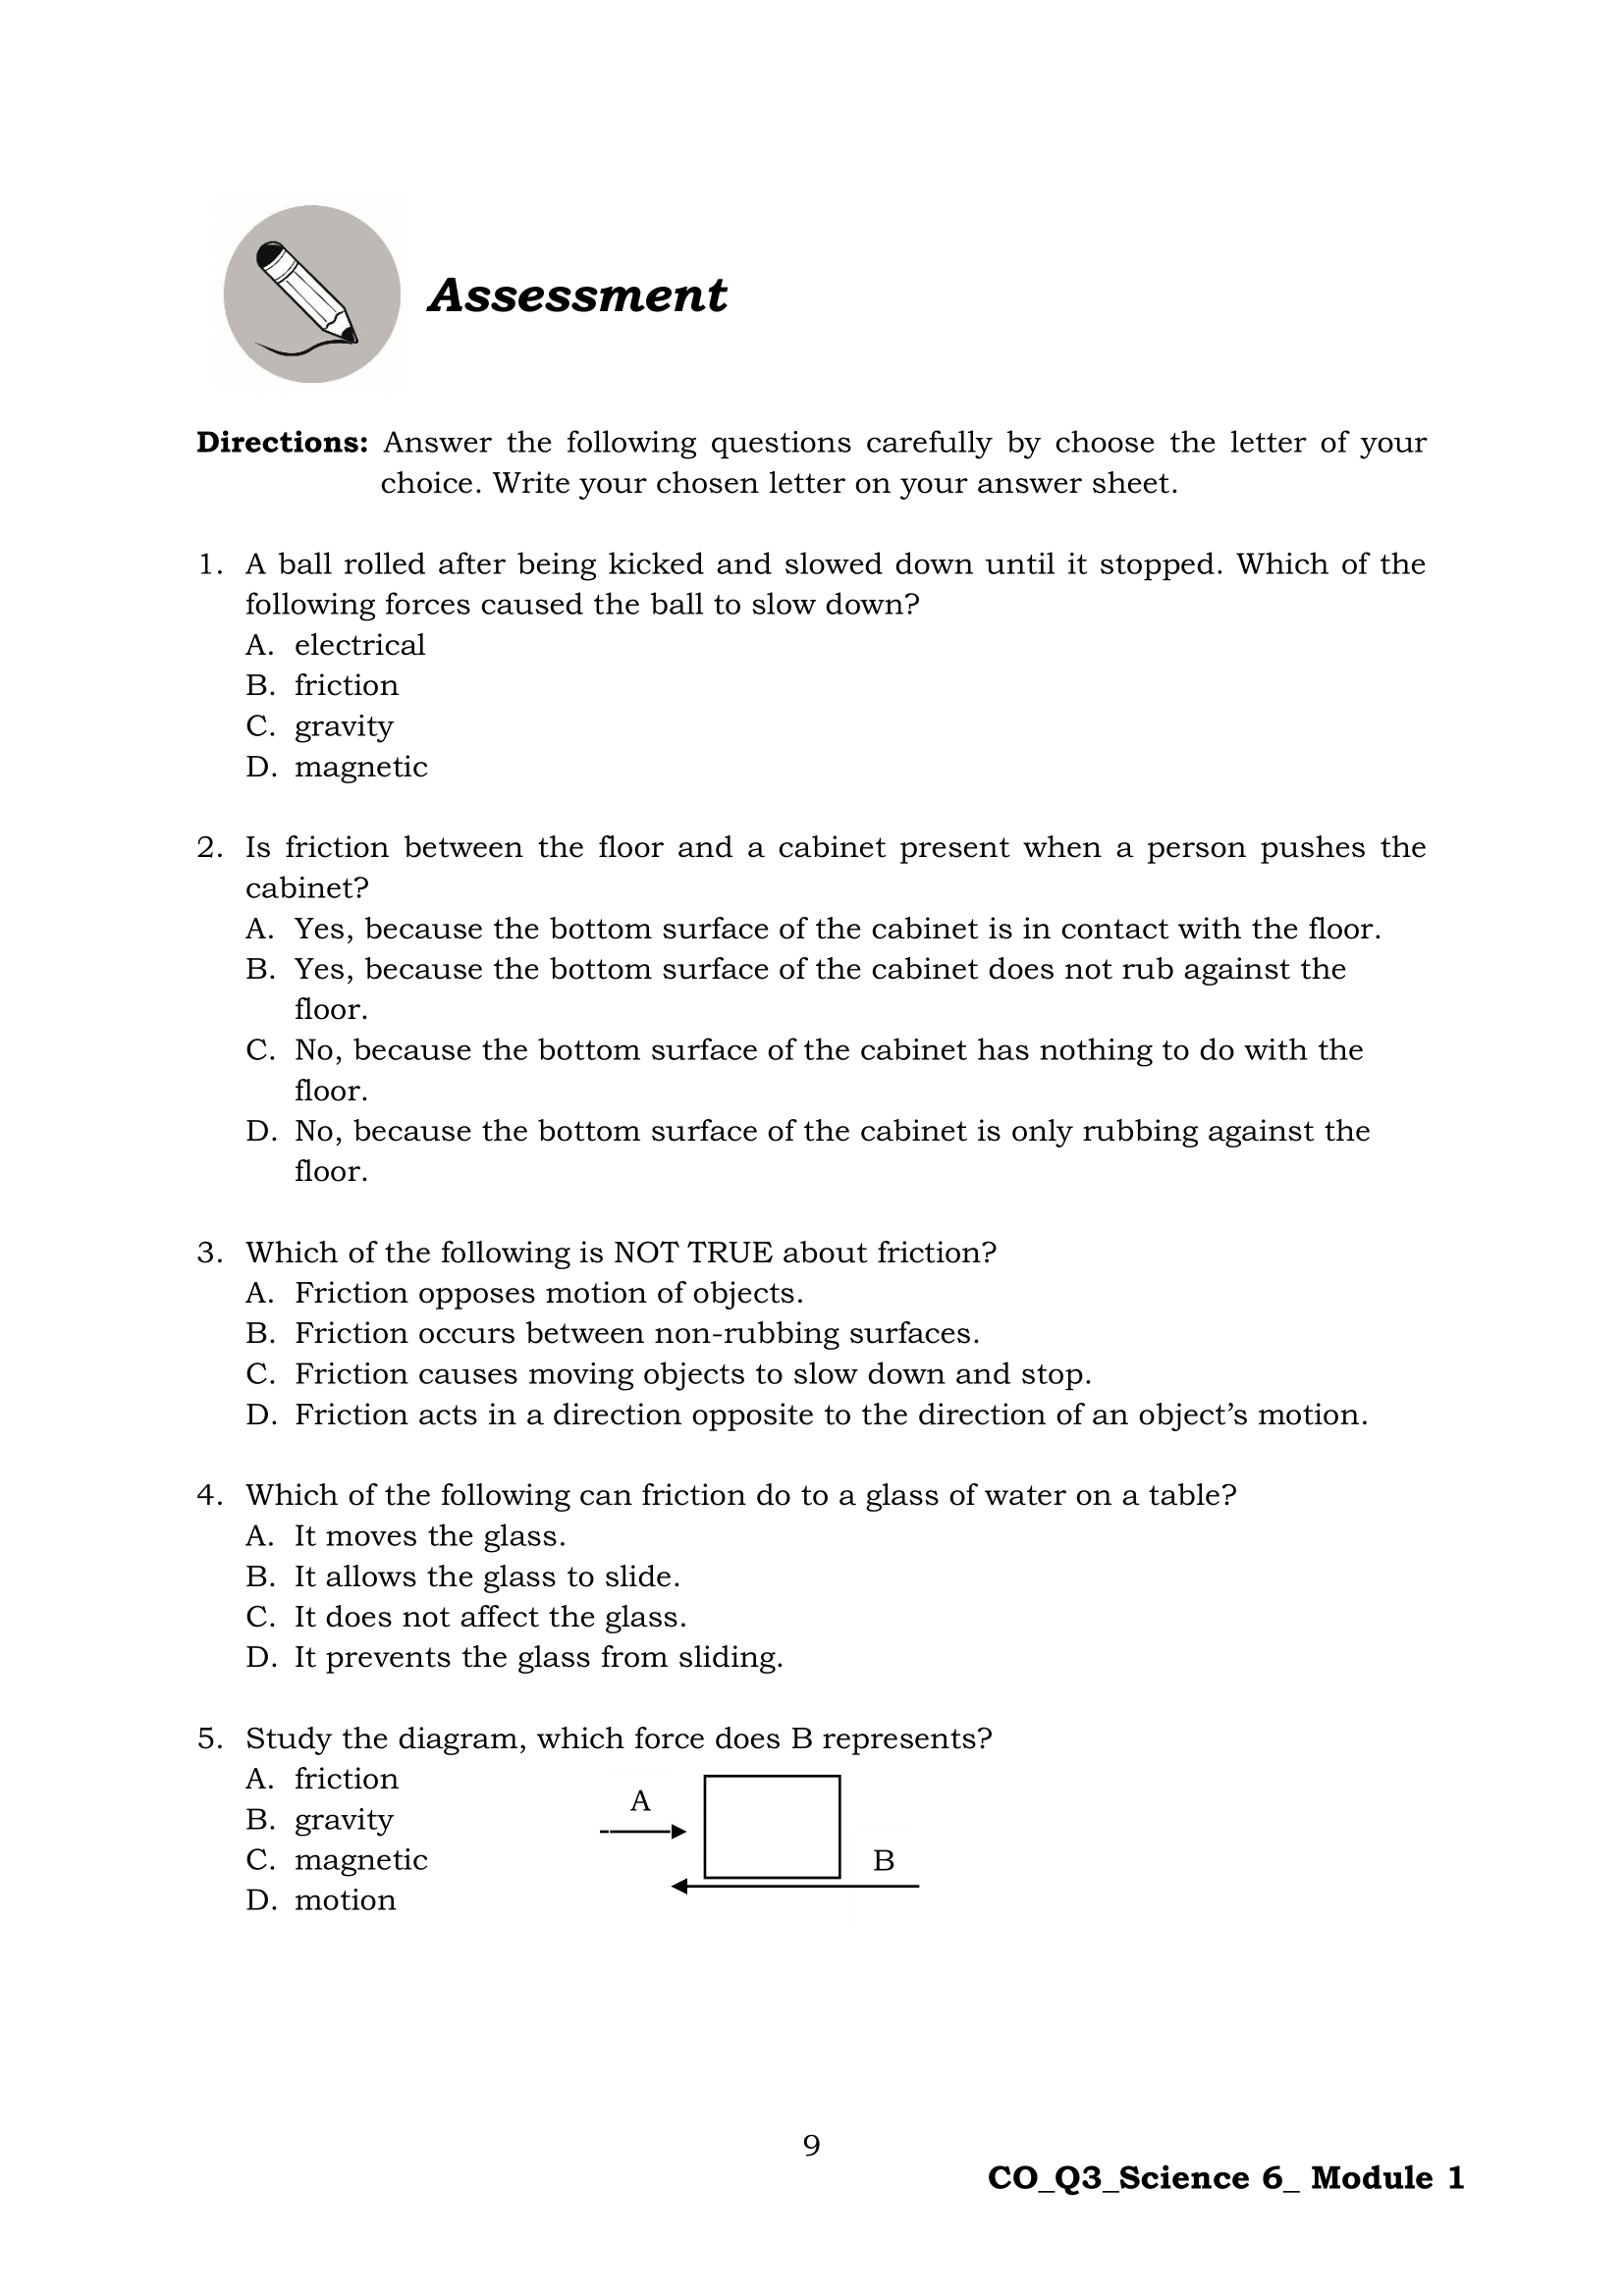 Assessment
Directions: Answer the following questions carefully by choose the letter of your
choice. Write your chosen letter on your answer sheet.
1. A ball rolled after being kicked and slowed down until it stopped. Which of the
following forces caused the ball to slow down?
A. electrical
B. friction
C. gravity
D. magnetic
2. Is friction between the floor and a cabinet present when a person pushes the
cabinet?
A. Yes, because the bottom surface of the cabinet is in contact with the floor.
B. Yes, because the bottom surface of the cabinet does not rub against the
floor.
C. No, because the bottom surface of the cabinet has nothing to do with the
floor.
D. No, because the bottom surface of the cabinet is only rubbing against the
floor.
3. Which of the following is NOT TRUE about friction?
A. Friction opposes motion of objects.
B. Friction occurs between non-rubbing surfaces.
C. Friction causes moving objects to slow down and stop.
D. Friction acts in a direction opposite to the direction of an object’s motion.
4. Which of the following can friction do to a glass of water on a table?
A. It moves the glass.
B. It allows the glass to slide.
C. It does not affect the glass.
D. It prevents the glass from sliding.
5. Study the diagram, which force does B represents?
A. friction
B. gravity
C. magnetic
D. motion
A
B
9
CO_Q3_Science 6_ Module 1